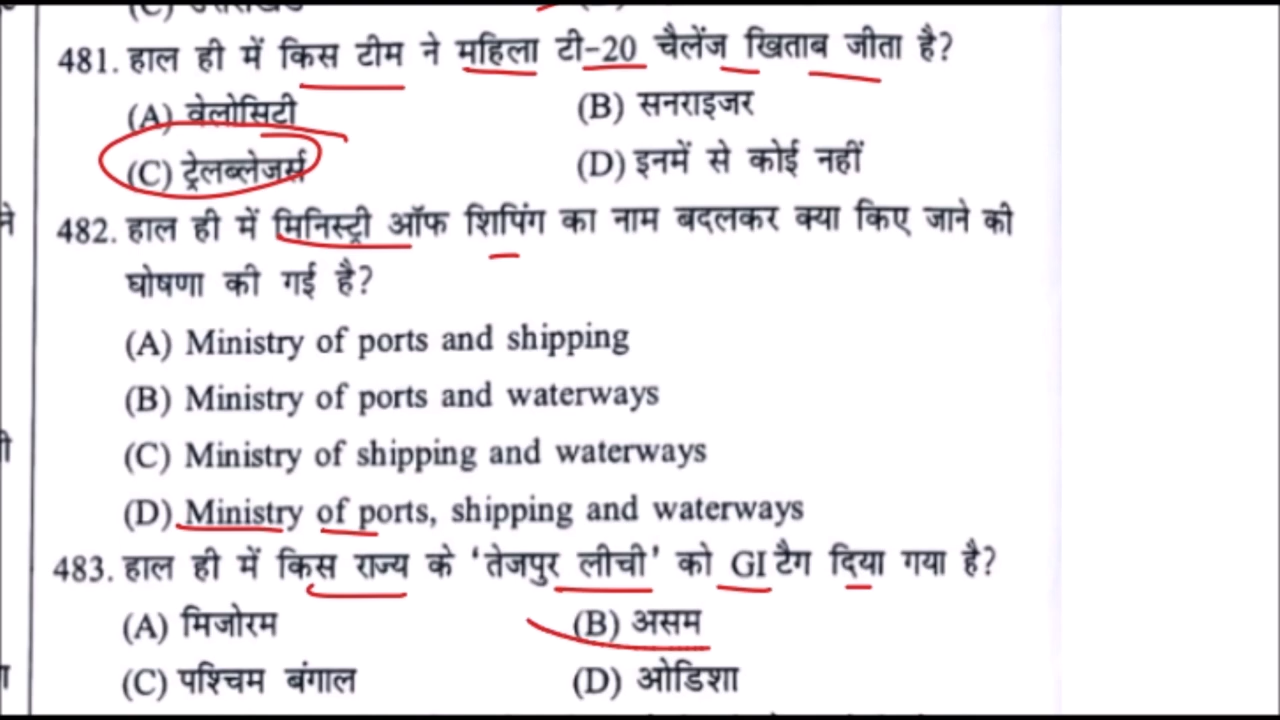 481. हाल ही में किस टीम ने महिला टी-20 चैलेंज खिताब जीता है?
(A) वेलोसिटी (B) सनराइजर
(C) ट्रेलब्लेजर्स (D) इनमें से कोई नहीं
482. हाल ही में मिनिस्ट्री ऑफ शिपिंग का नाम बदलकर क्या किए जाने की
घोषणा की गई है?
(A) Ministry of ports and shipping
(B) Ministry of ports and waterways
(C) Ministry of shipping and waterways
(D) Ministry of ports, shipping and waterways
483. हाल ही में किस राज्य के ‘तेजपुर लीची’ को GI टैग दिया गया है?
(A) मिजोरम (B) असम
(C) पश्चिम बंगाल (D) ओडिशा